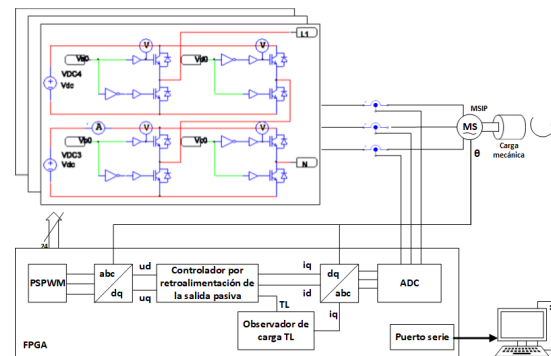 L1
V
V
VDC4
Vdc
A
V
V
VDC3
Vdc
N
MSIP
MS
Carga
mecánica
θ
24
PSPWM
abc
dq
ud
uq
Controlador por
retroalimentación de
la salida pasiva
iq
id
dq
abc
ADC
TL
iq
Observador de
carga TL
Puerto serie
FPGA